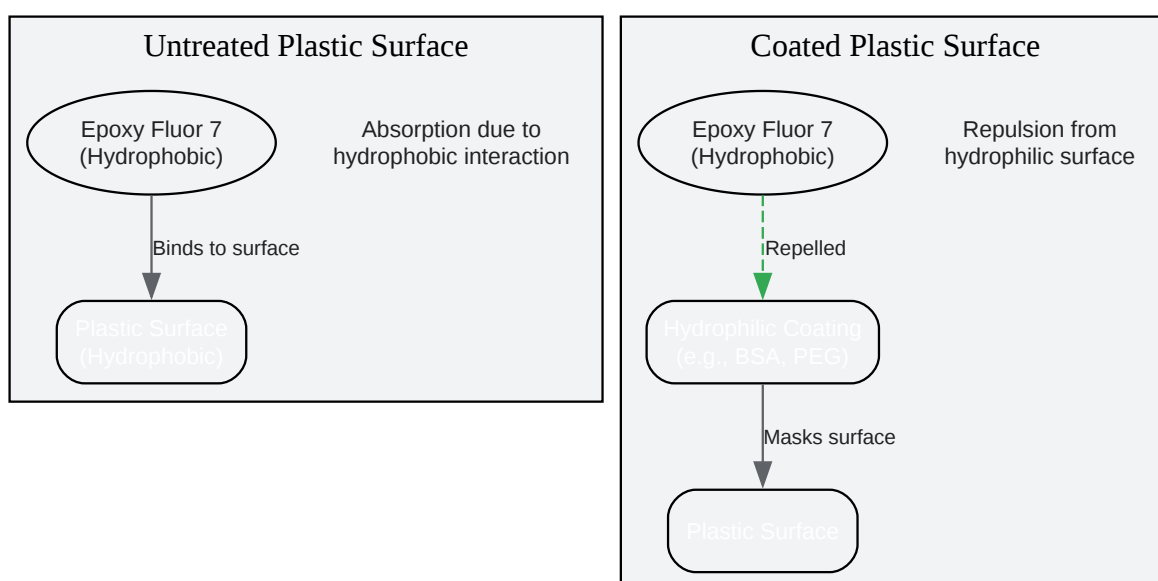 Untreated Plastic Surface
Epoxy Fluor 7
(Hydrophobic)
Absorption due to
hydrophobic interaction
Binds to surface
Plastic Surface
(Hydrophobic)
Coated Plastic Surface
Epoxy Fluor 7
(Hydrophobic)
Repulsion from
hydrophilic surface
Repelled
Hydrophilic Coating
(e.g., BSA, PEG)
Masks surface
Plastic Surface